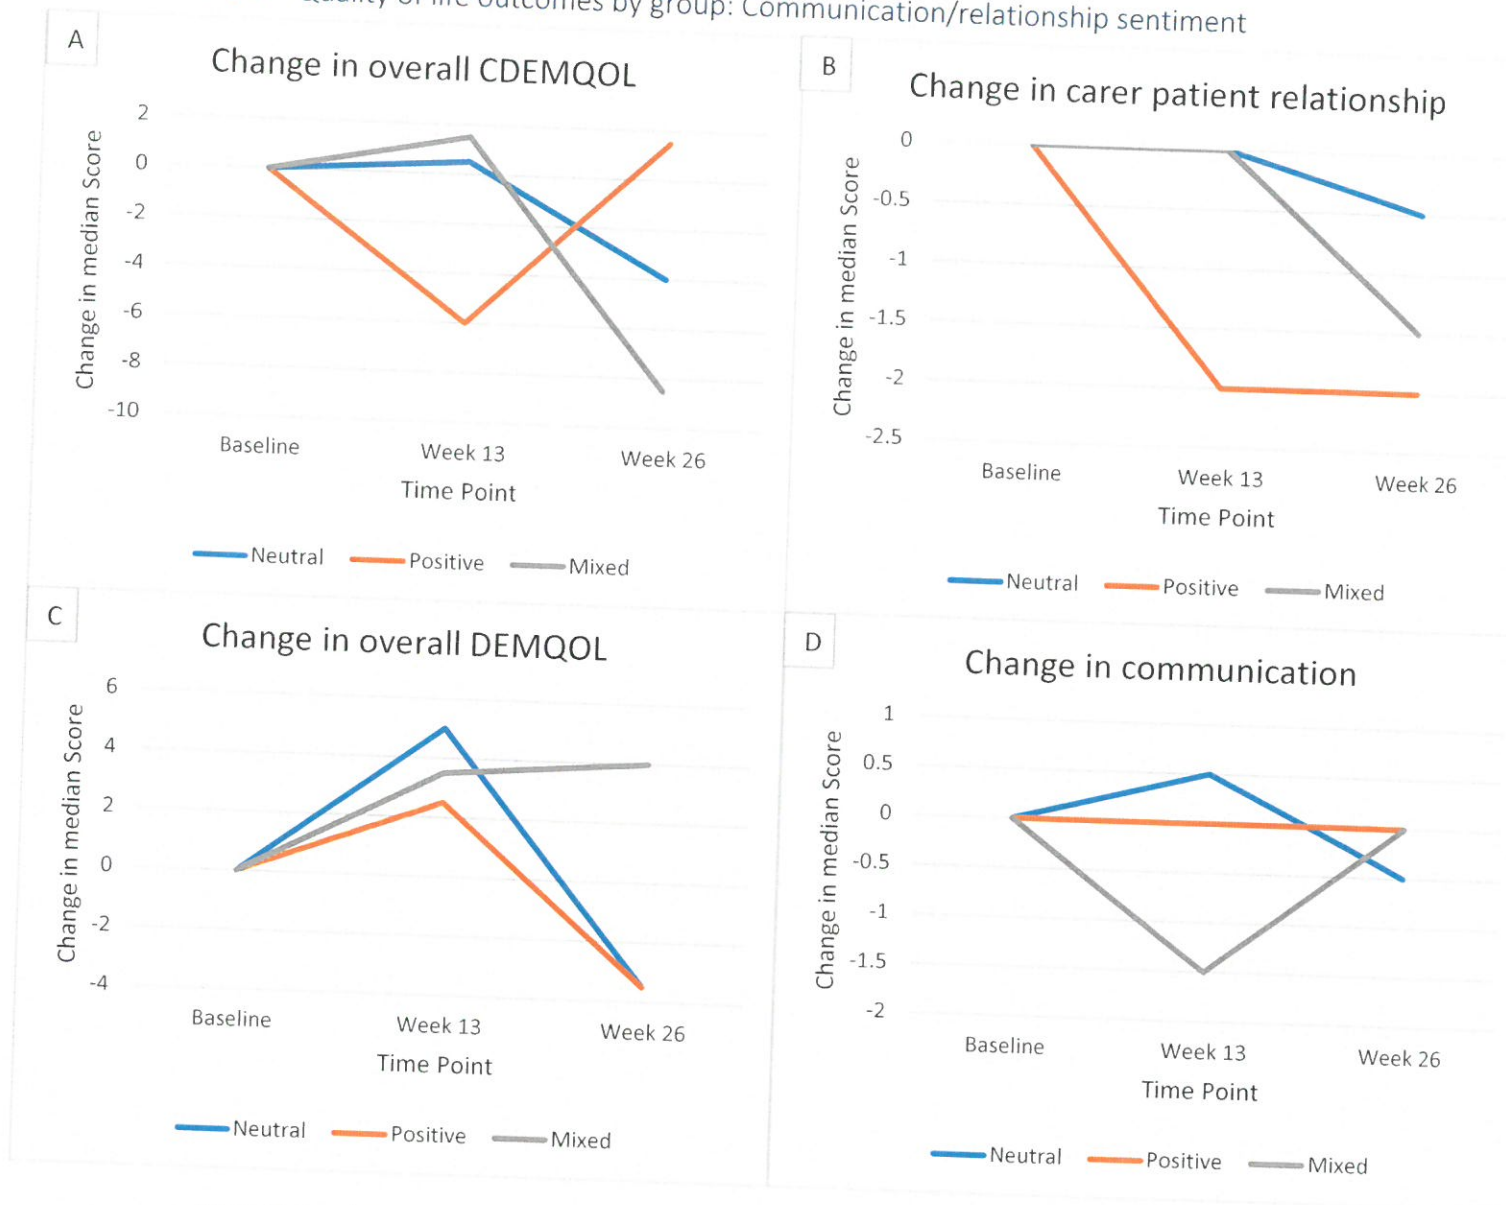 of life outcomes by group: Communication/relationship sentiment
A
Change in overall CDEMQOL
Change in median Score
2
0
-2
-4
-6
-8
-10
Baseline
Week 13
Week 26
Time Point
Neutral
Positive
Mixed
B
Change in carer patient relationship
Change in median Score
0
-0.5
-1
-1.5
-2
-2.5
Baseline
Week 13
Week 26
Time Point
Neutral
Positive
Mixed
C
Change in overall DEMQOL
Change in median Score
6
4
2
0
-2
-4
Baseline
Week 13
Week 26
Time Point
Neutral
Positive
Mixed
D
Change in communication
Change in median Score
1
0.5
0
-0.5
-1
-1.5
-2
Baseline
Week 13
Week 26
Time Point
Neutral
Positive
Mixed